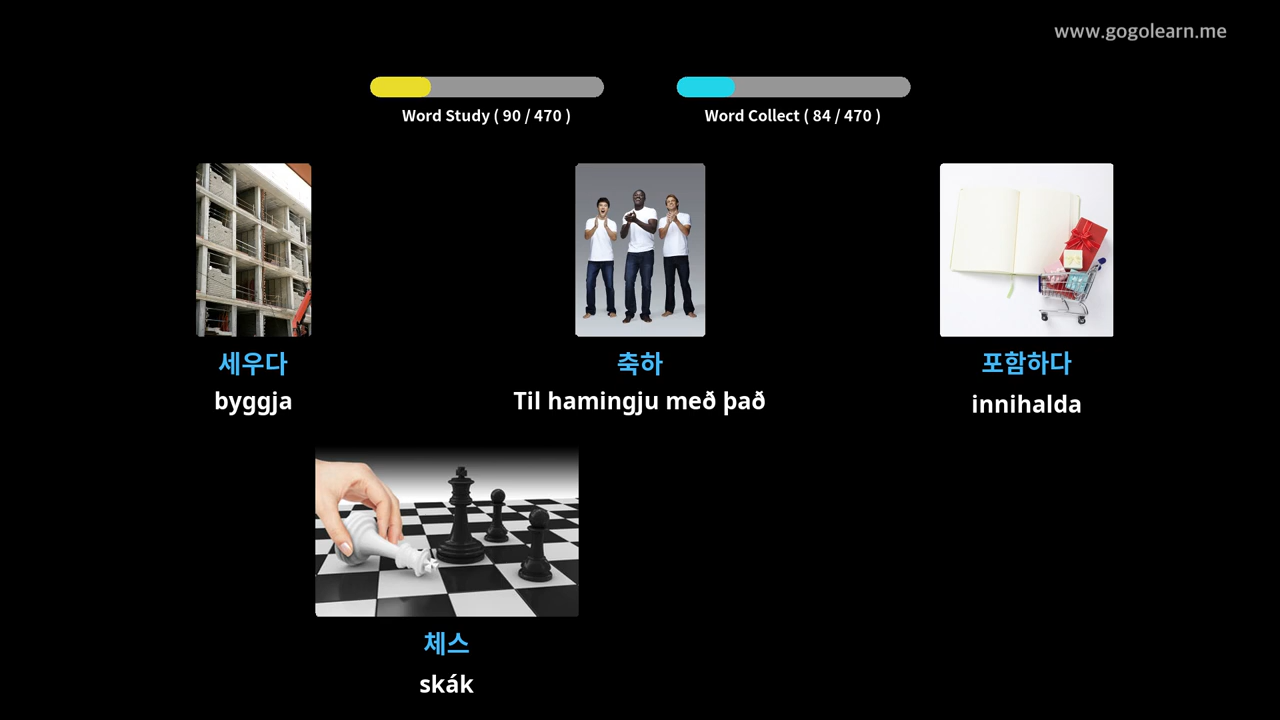 www.gogolearn.me
Word Study ( 90 / 470 )
Word Collect ( 84 / 470 )
세우다
byggja
축하
Til hamingju með það
포함하다
innihalda
체스
skák